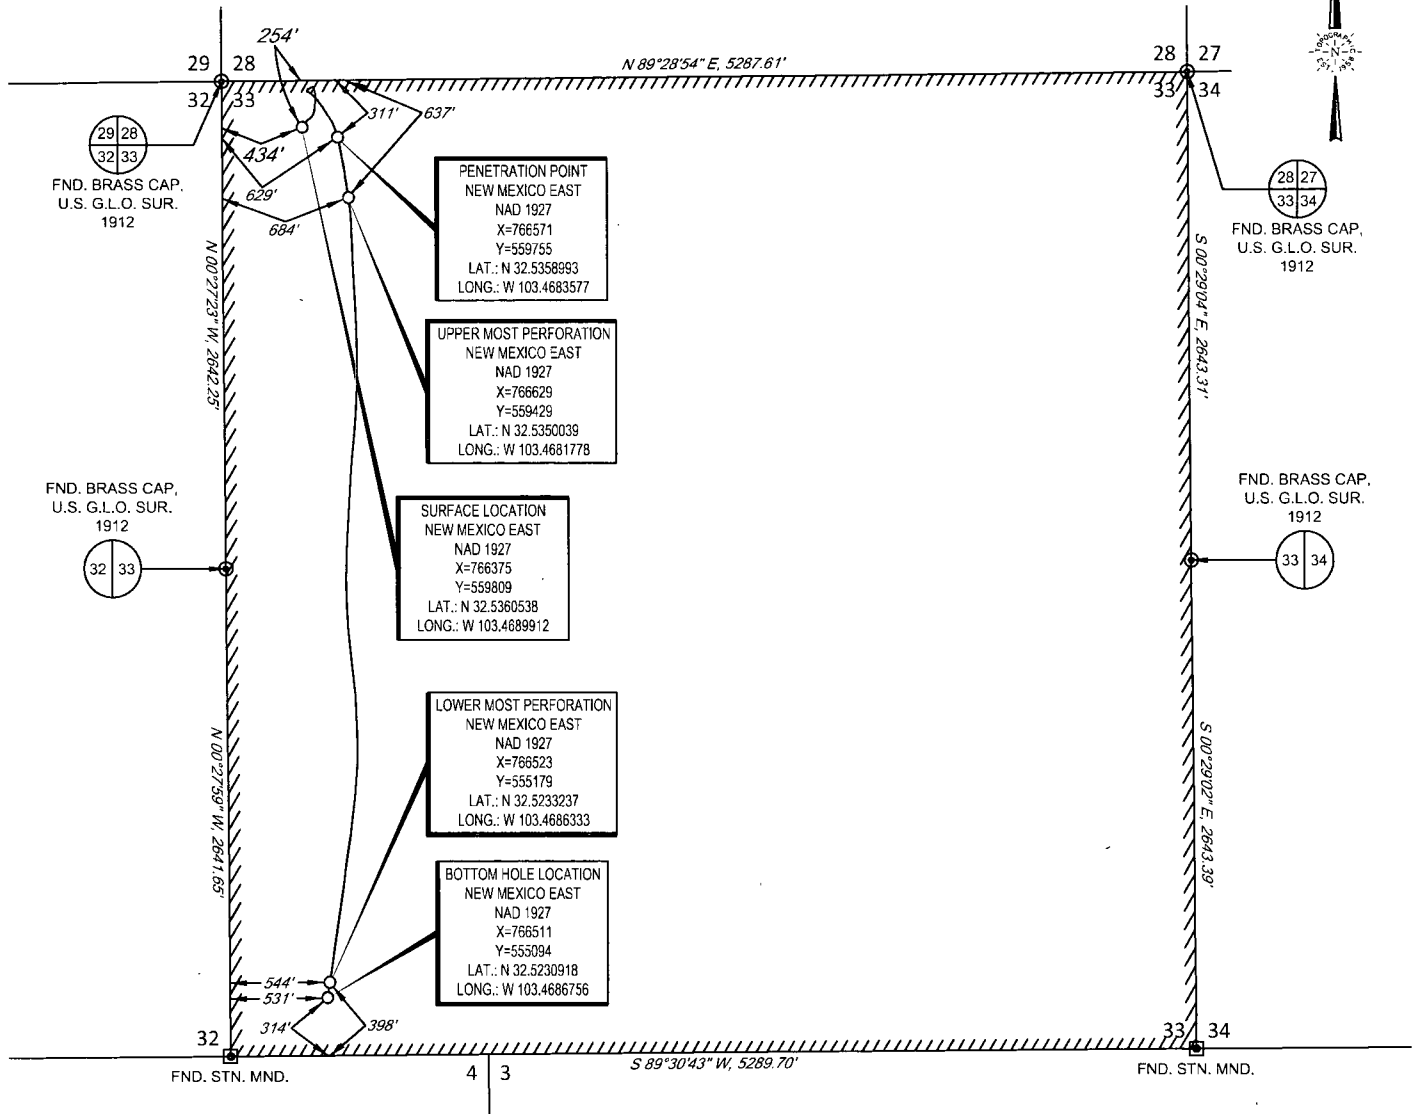 254'
29 28
32 33
N 89°28'54" E, 5287.61'
28 27
33 34
TOPOGRAPHIC
N
EST. 1958
311'
637'
434'
629'
684'
29 28
32 33
FND. BRASS CAP,
U.S. G.L.O. SUR.
1912
28 27
33 34
FND. BRASS CAP,
U.S. G.L.O. SUR.
1912
PENETRATION POINT
NEW MEXICO EAST
NAD 1927
X=766571
Y=559755
LAT.: N 32.5358993
LONG.: W 103.4683577
N 00°27'23" W, 2642.25'
S 00°29'04" E, 2643.31'
UPPER MOST PERFORATION
NEW MEXICO EAST
NAD 1927
X=766629
Y=559429
LAT.: N 32.5350039
LONG.: W 103.4681778
FND. BRASS CAP,
U.S. G.L.O. SUR.
1912
32 33
FND. BRASS CAP,
U.S. G.L.O. SUR.
1912
33 34
SURFACE LOCATION
NEW MEXICO EAST
NAD 1927
X=766375
Y=559809
LAT.: N 32.5360538
LONG.: W 103.4689912
LOWER MOST PERFORATION
NEW MEXICO EAST
NAD 1927
X=766523
Y=555179
LAT.: N 32.5233237
LONG.: W 103.4686333
N 00°27'59" W, 2641.65'
S 00°29'02" E, 2643.39'
BOTTOM HOLE LOCATION
NEW MEXICO EAST
NAD 1927
X=766511
Y=555094
LAT.: N 32.5230918
LONG.: W 103.4686756
544'
531'
314'
398'
32
33 34
4 3
FND. STN. MND.
S 89°30'43" W, 5289.70'
FND. STN. MND.